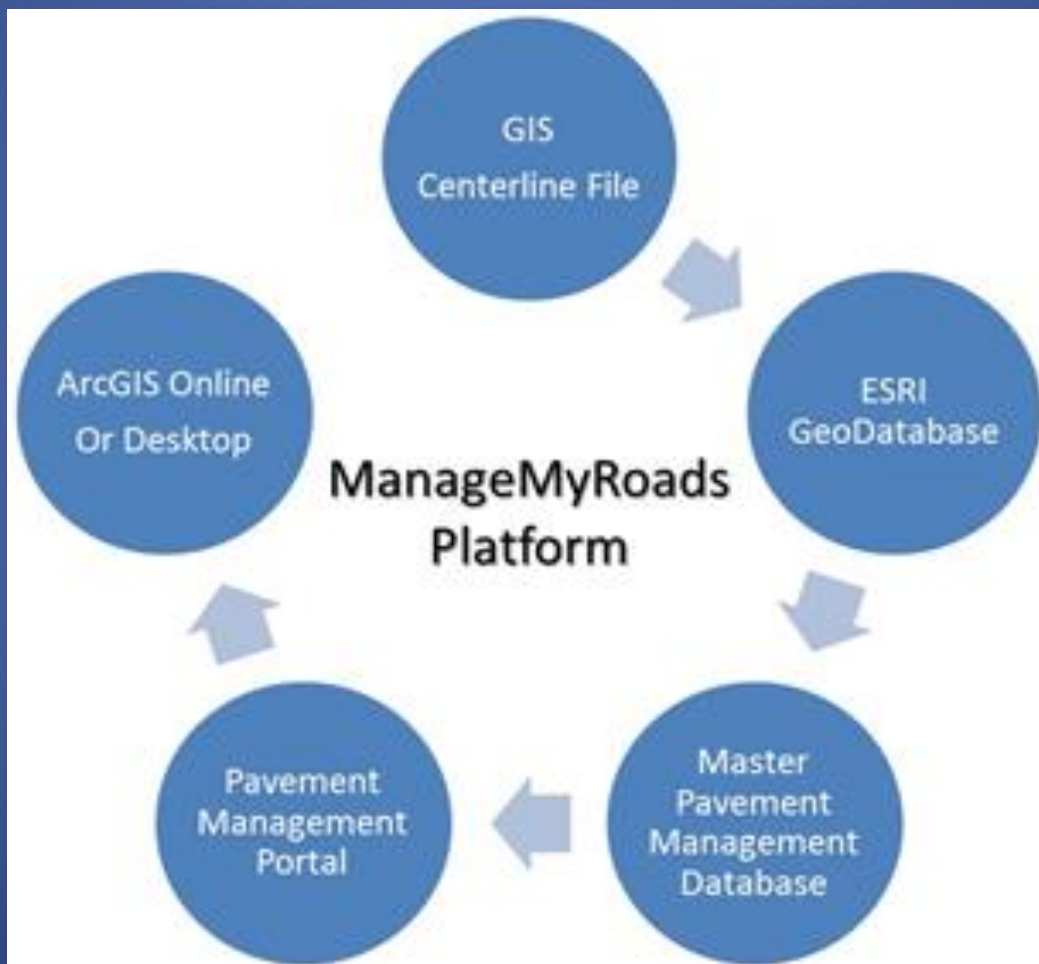 GIS
Centerline File
ESRI
GeoDatabase
Master
Pavement
Management
Database
Pavement
Management
Portal
ArcGIS Online
Or Desktop
ManageMyRoads
Platform